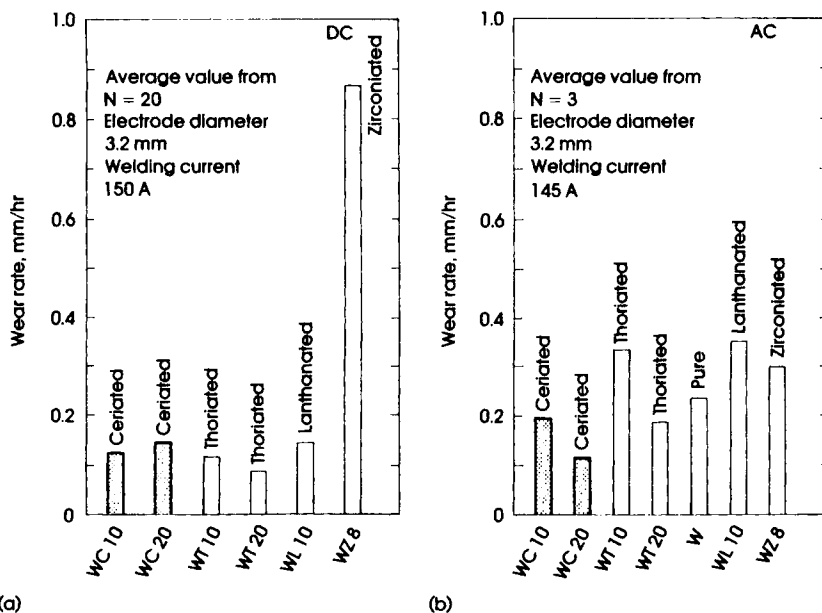 DC
Average value from
N = 20
Electrode diameter
3.2 mm
Welding current
150 A
Wear rate, mm/hr
1.0
0.8
0.6
0.4
0.2
0
Ceriated
Ceriated
Thoriated
Thoriated
Lanthanated
Zirconiated
WC 10
WC 20
WT 10
WT 20
WL 10
WZ 8
(a)
AC
Average value from
N = 3
Electrode diameter
3.2 mm
Welding current
145 A
Wear rate, mm/hr
1.0
0.8
0.6
0.4
0.2
0
Ceriated
Ceriated
Thoriated
Thoriated
Pure
Lanthanated
Zirconiated
WC 10
WC 20
WT 10
WT 20
W
WL 10
WZ 8
(b)